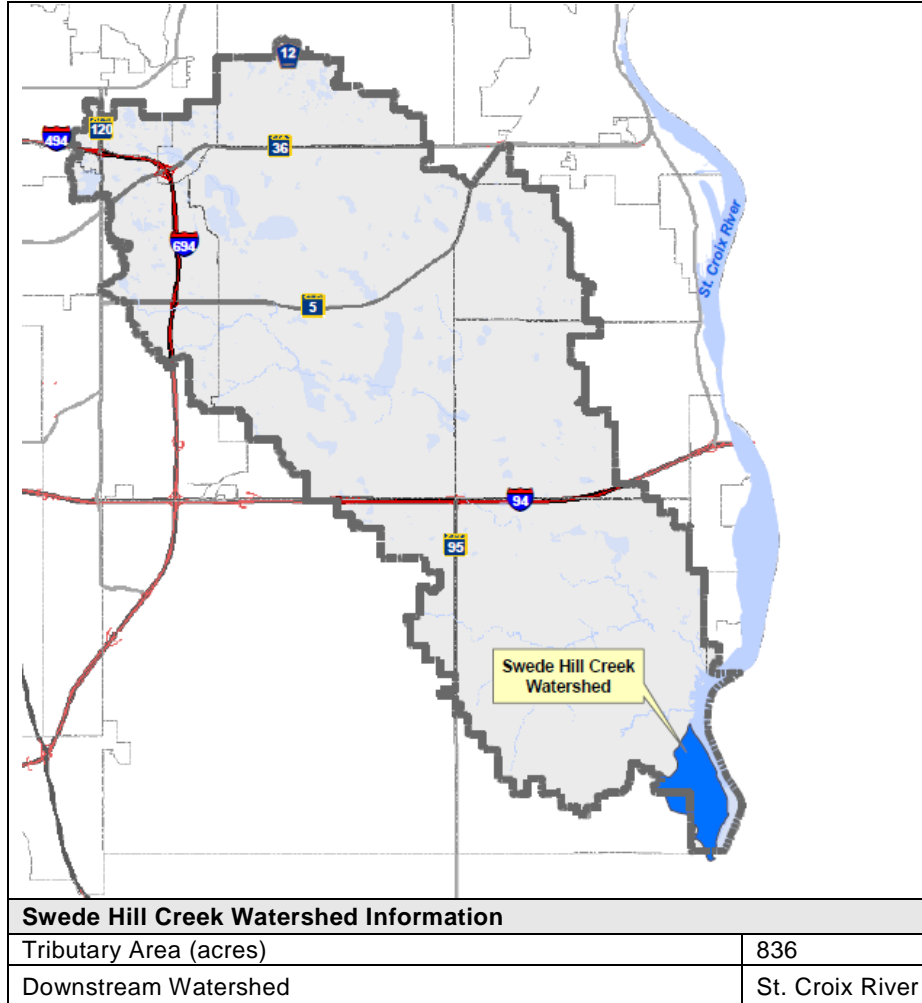 12
494
120
36
694
St. Croix River
5
94
95
Swede Hill Creek
Watershed
Swede Hill Creek Watershed Information
Tributary Area (acres) 836
Downstream Watershed St. Croix River